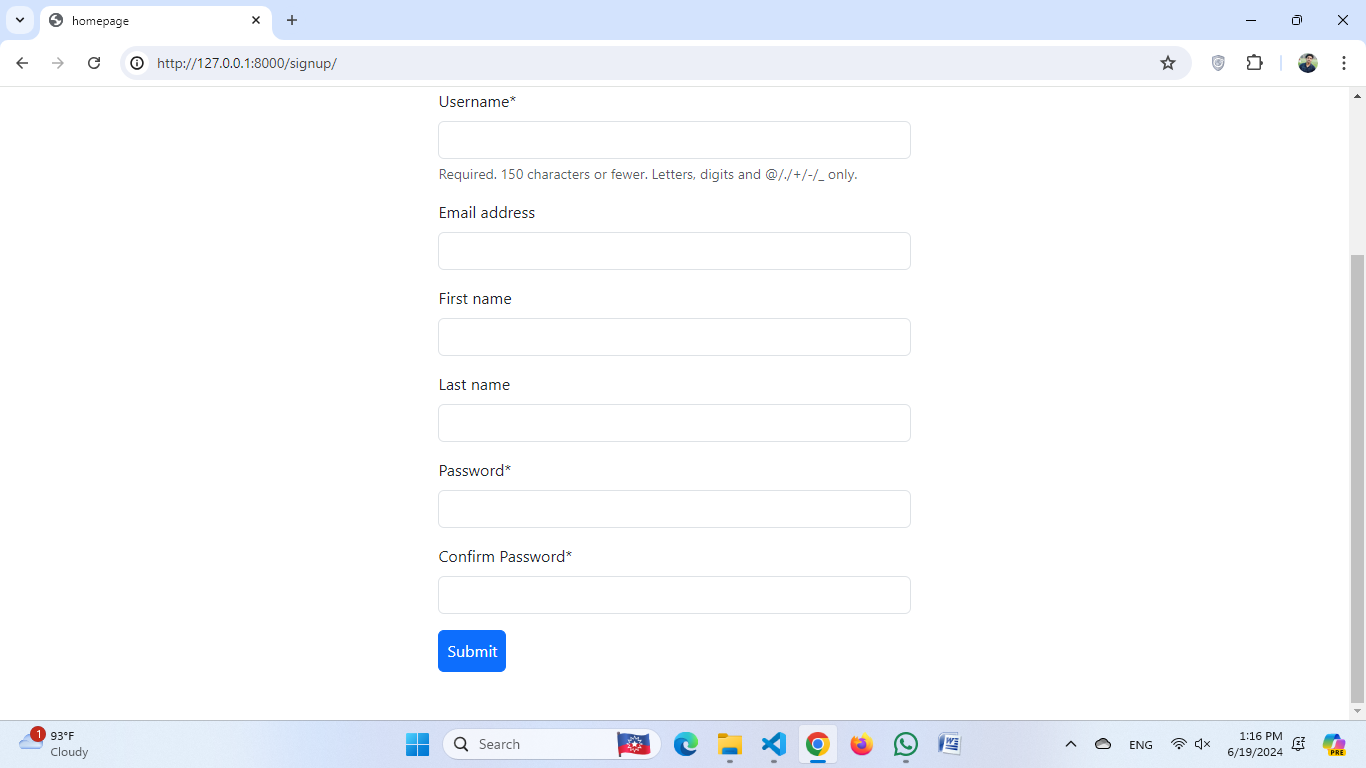 homepage
http://127.0.0.1:8000/signup/
Username*
Required. 150 characters or fewer. Letters, digits and @/./+/-/_ only.
Email address
First name
Last name
Password*
Confirm Password*
Submit
1
93°F
Cloudy
Search
W
ENG
1:16 PM
6/19/2024
PRE